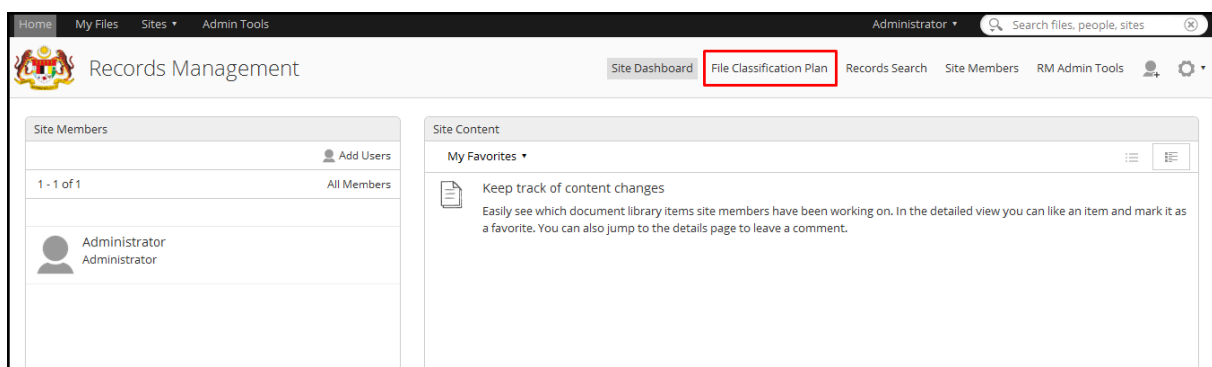 Home My Files Sites Admin Tools Administrator Search files, people, sites
Records Management Site Dashboard File Classification Plan Records Search Site Members RM Admin Tools
Site Members
Add Users
1 - 1 of 1 All Members
Administrator
Administrator
Site Content
My Favorites
Keep track of content changes
Easily see which document library items site members have been working on. In the detailed view you can like an item and mark it as
a favorite. You can also jump to the details page to leave a comment.